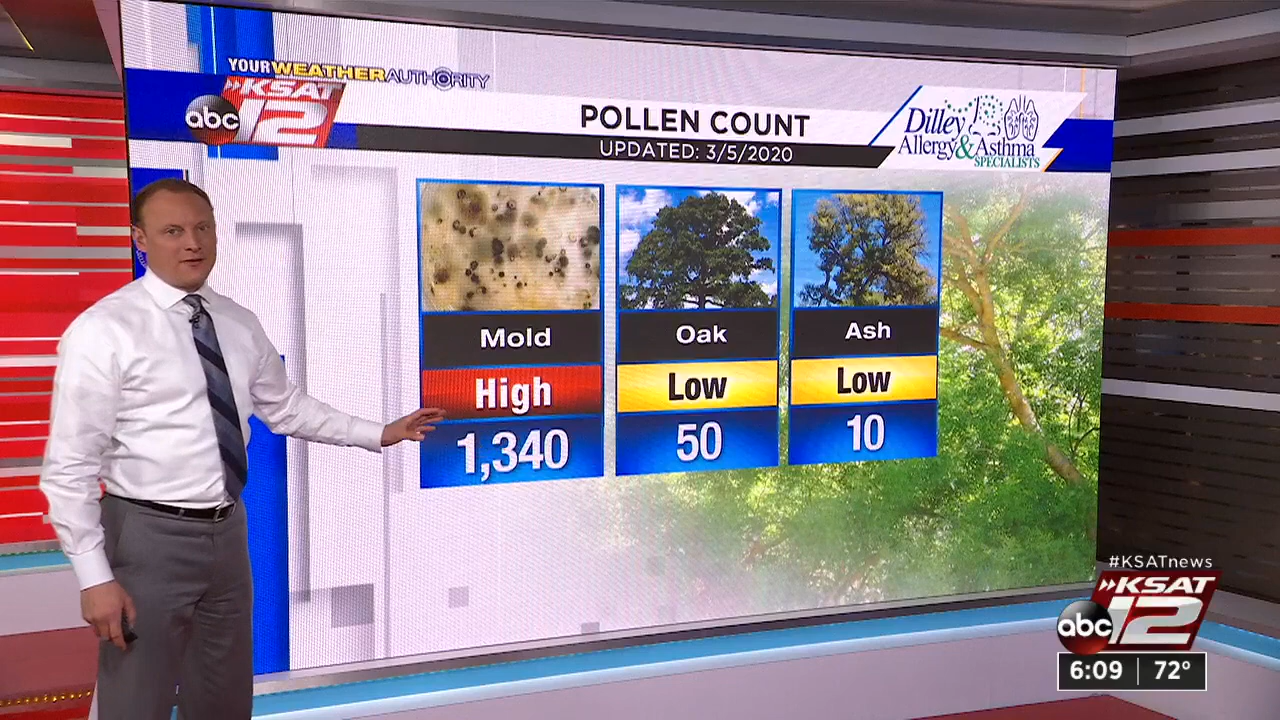 YOUR WEATHER AUTHORITY
abc »KSAT 12
POLLEN COUNT
UPDATED: 3/5/2020
Dilley
Allergy & Asthma
SPECIALISTS
Mold Oak Ash
High Low Low
1,340 50 10
#KSATnews
»KSAT
abc 12
6:09 72°